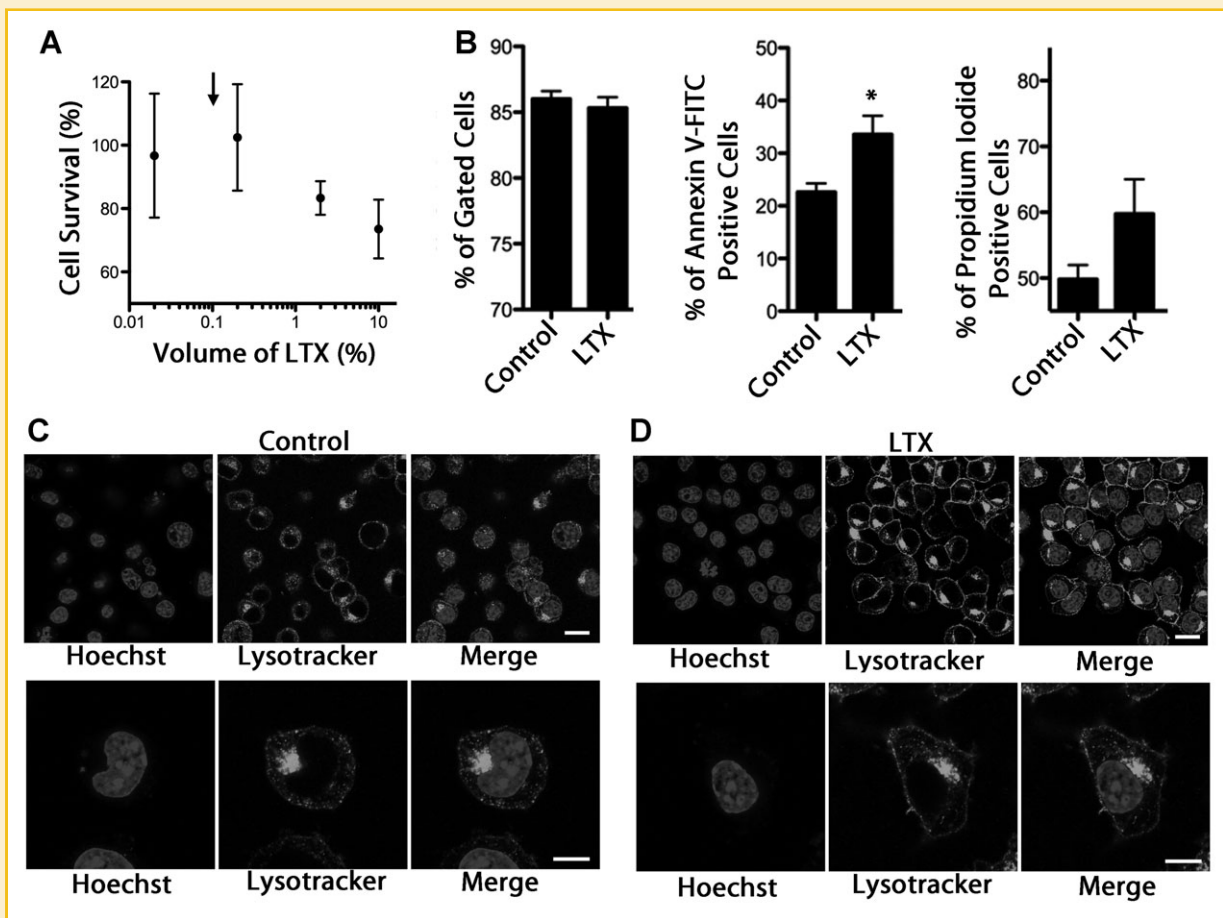 A
Cell Survival (%)
120
100
80
60
0.01
0.1
1
10
Volume of LTX (%)
B
% of Gated Cells
90
85
80
75
70
Control
LTX
% of Annexin V-FITC
Positive Cells
50
40
30
20
10
0
*
Control
LTX
% of Propidium Iodide
Positive Cells
80
70
60
50
Control
LTX
C
Control
Hoechst
Lysotracker
Merge
Hoechst
Lysotracker
Merge
D
LTX
Hoechst
Lysotracker
Merge
Hoechst
Lysotracker
Merge